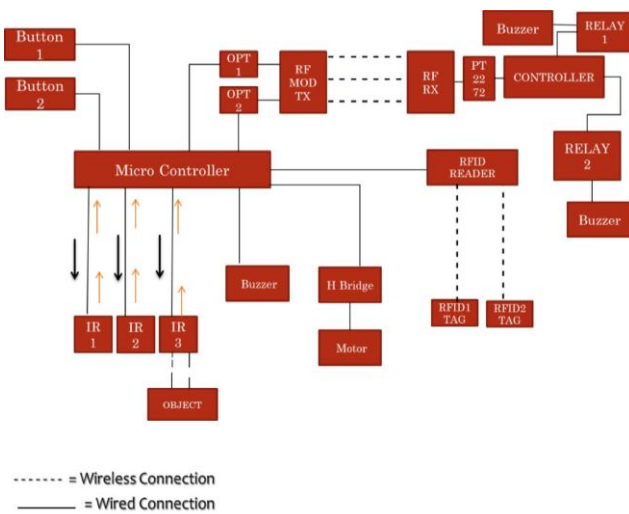 Button
1
Button
2
OPT
1
OPT
2
RF
MOD
TX
RF
RX
PT
22
72
Buzzer
RELAY
1
CONTROLLER
RELAY
2
Buzzer
Micro Controller
RFID
READER
Buzzer
H Bridge
Motor
RFID1
TAG
RFID2
TAG
IR
1
IR
2
IR
3
OBJECT
= Wireless Connection
= Wired Connection